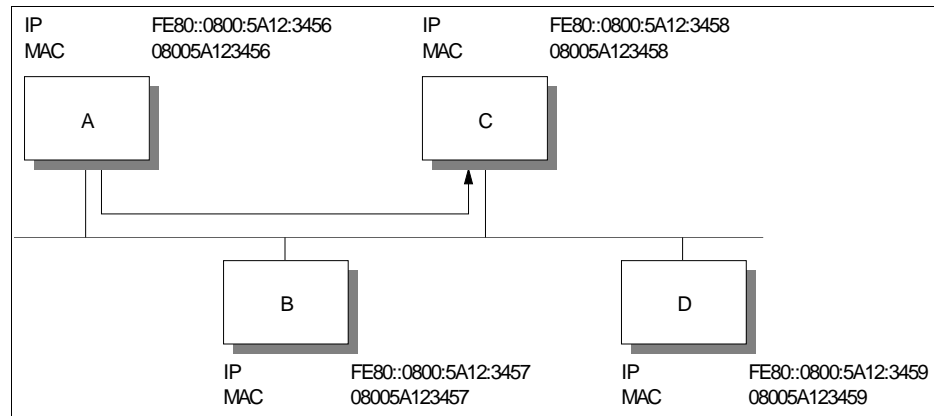 IP FE80::0800:5A12:3456
MAC 08005A123456
IP FE80::0800:5A12:3458
MAC 08005A123458
A
C
B
D
IP FE80::0800:5A12:3457
MAC 08005A123457
IP FE80::0800:5A12:3459
MAC 08005A123459